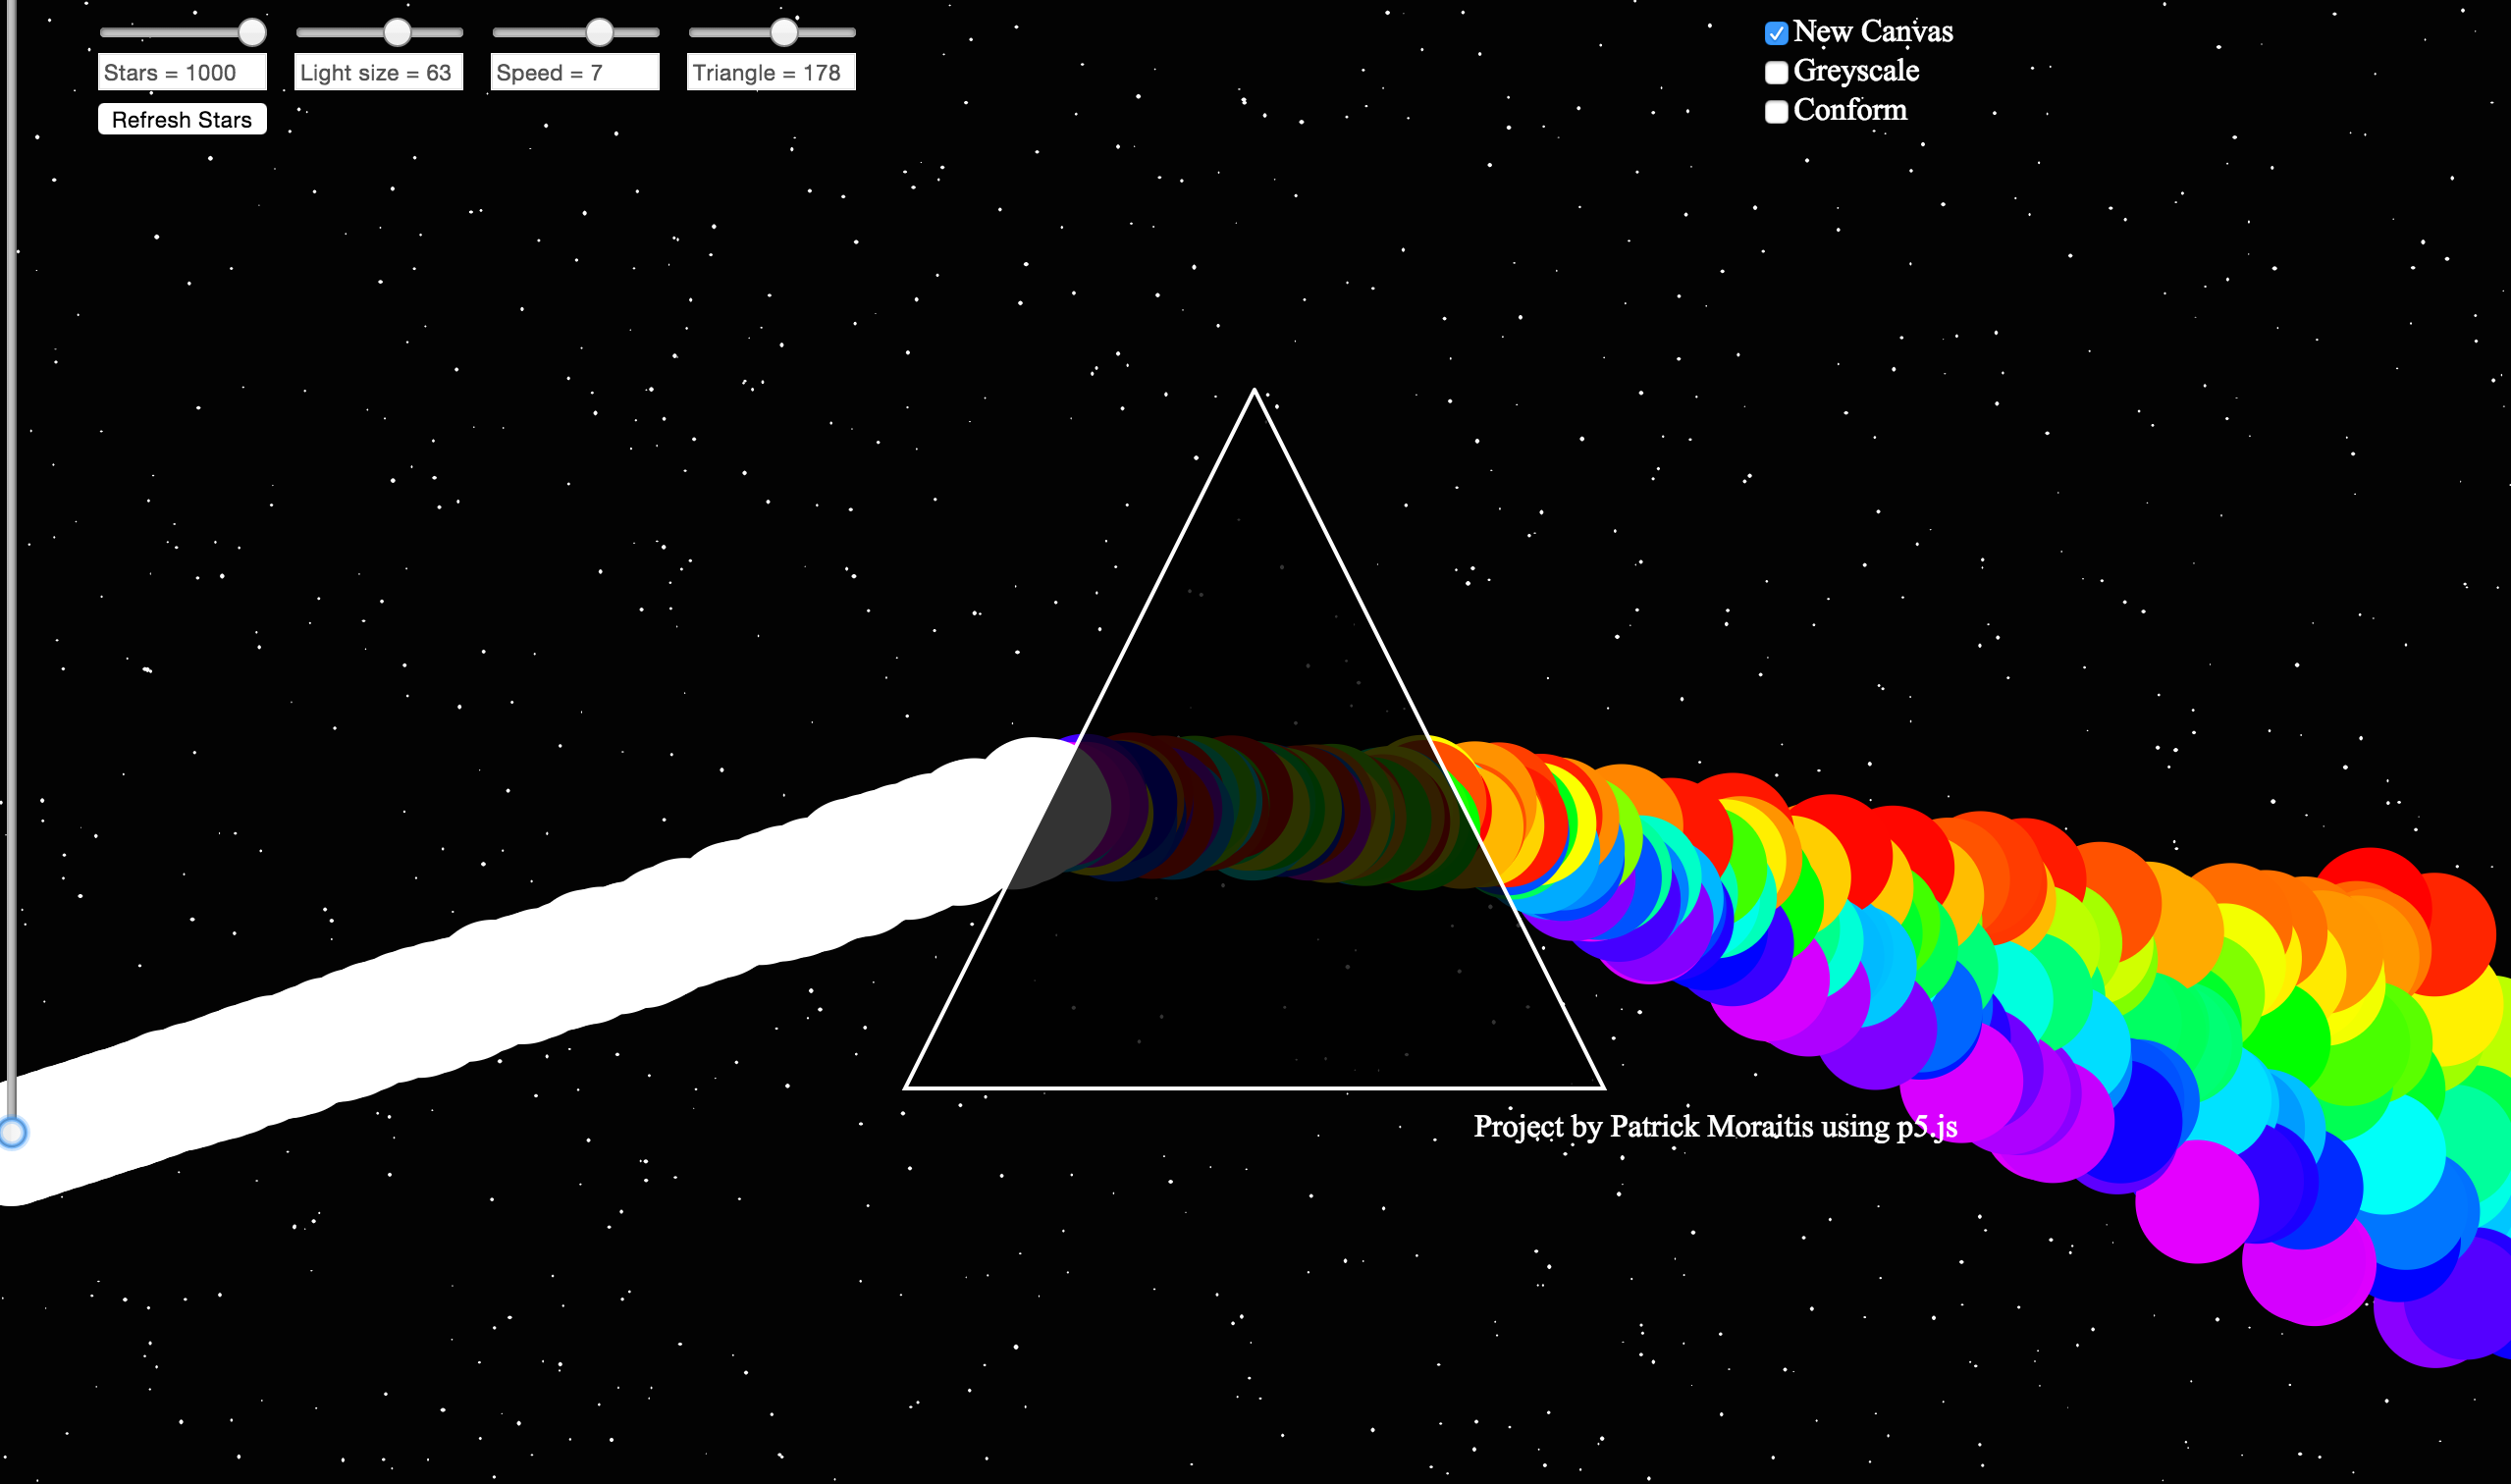 Stars = 1000
Light size = 63
Speed = 7
Triangle = 178
Refresh Stars
New Canvas
Greyscale
Conform
Project by Patrick Moraitis using p5.js